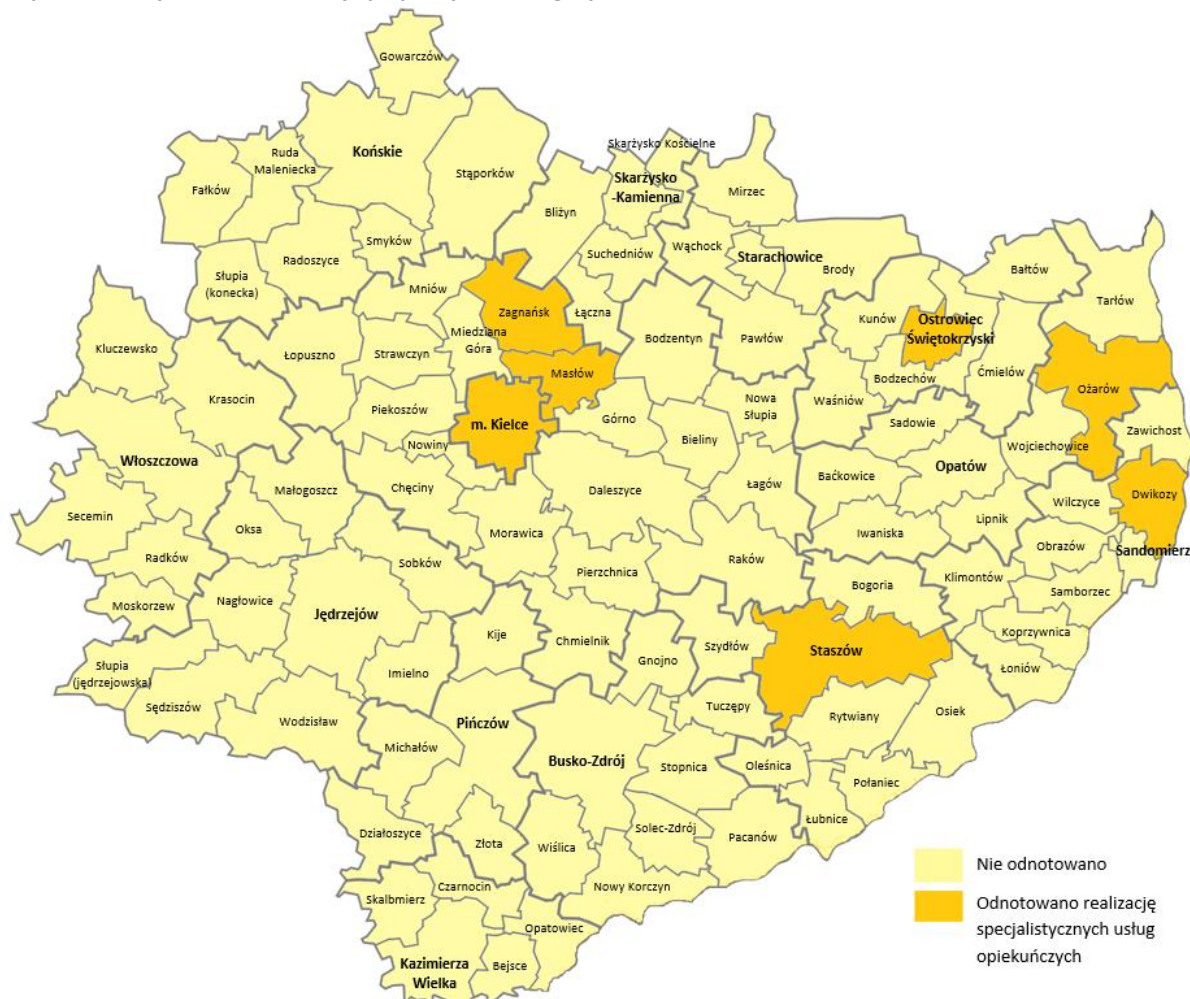 Gowarczów
Końskie
Ruda
Maleniecka
Fałków
Stąporków
Skarżysko Kościelne
Skarżysko
-Kamienna
Mirzec
Bliżyn
Smyków
Radoszyce
Słupia
(konecka)
Suchedniów
Wąchock
Starachowice
Brody
Bałtów
Tarłów
Mniów
Zagnańsk
Łączna
Kluczewsko
Łopuszno
Strawczyn
Miedziana
Góra
Bodzentyn
Pawłów
Kunów
Ostrowiec
Świętokrzyski
Bodzechów
Ćmielów
Ożarów
Krasocin
Piekoszów
Masłów
m. Kielce
Nowiny
Górno
Bieliny
Nowa
Słupia
Waśniów
Sadowie
Wojciechowice
Zawichost
Włoszczowa
Małogoszcz
Chęciny
Daleszyce
Łagów
Baćkowice
Opatów
Wilczyce
Dwikozy
Secemin
Oksa
Morawica
Iwaniska
Lipnik
Obrazów
Sandomierz
Radków
Sobków
Pierzchnica
Raków
Bogoria
Klimontów
Samborzec
Moskorzew
Nagłowice
Jędrzejów
Kije
Chmielnik
Gnojno
Szydłów
Staszów
Koprzywnica
Łoniów
Słupia
(jędrzejowska)
Imielno
Sędziszów
Wodzisław
Pińczów
Tuczępy
Rytwiany
Osiek
Michałów
Busko-Zdrój
Stopnica
Oleśnica
Połaniec
Działoszyce
Złota
Wiślica
Solec-Zdrój
Pacanów
Łubnice
Skalbmierz
Czarnocin
Nowy Korczyn
Opatowiec
Kazimierza
Wielka
Bejsce
Nie odnotowano
Odnotowano realizację
specjalistycznych usług
opiekuńczych